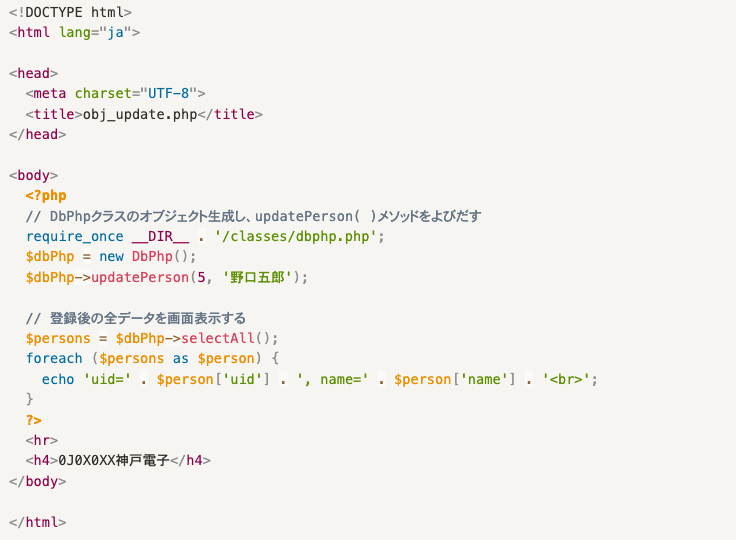 <!DOCTYPE html>
<html lang="ja">
<head>
<meta charset="UTF-8">
<title>obj_update.php</title>
</head>
<body>
<?php
// DbPhpクラスのオブジェクト生成し、updatePerson( )メソッドをよびだす
require_once __DIR__ . '/classes/dbphp.php';
$dbPhp = new DbPhp();
$dbPhp->updatePerson(5, '野口五郎');
// 登録後の全データを画面表示する
$persons = $dbPhp->selectAll();
foreach ($persons as $person) {
echo 'uid=' . $person['uid'] . ', name=' . $person['name'] . '<br>';
}
?>
<hr>
<h4>0J0X0XX神戸電子</h4>
</body>
</html>